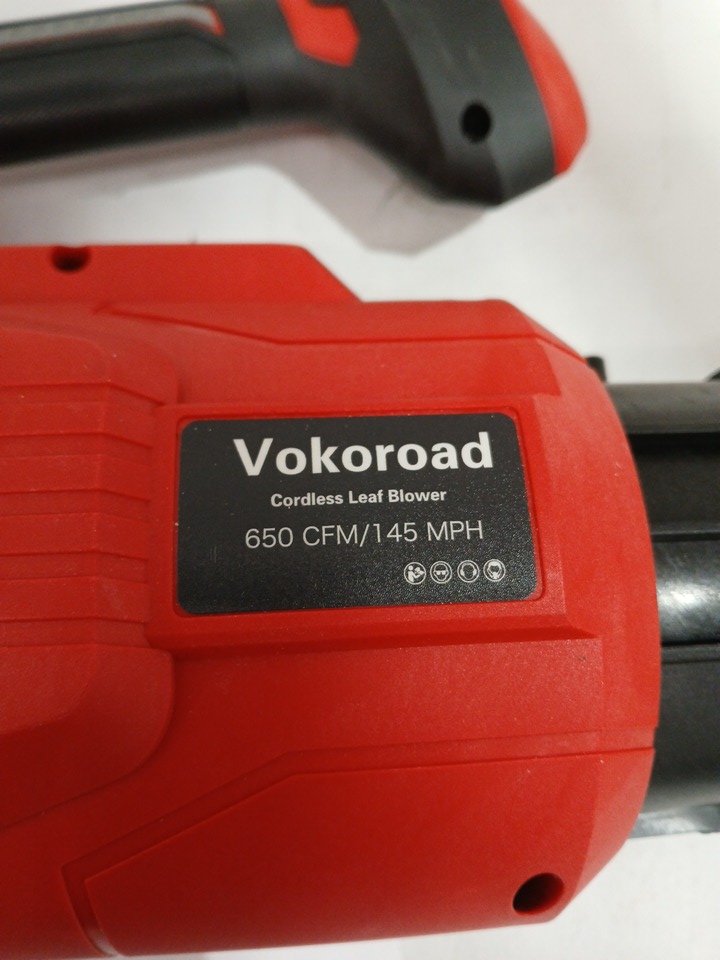 Vokoroad
Cordless Leaf Blower
650 CFM/145 MPH